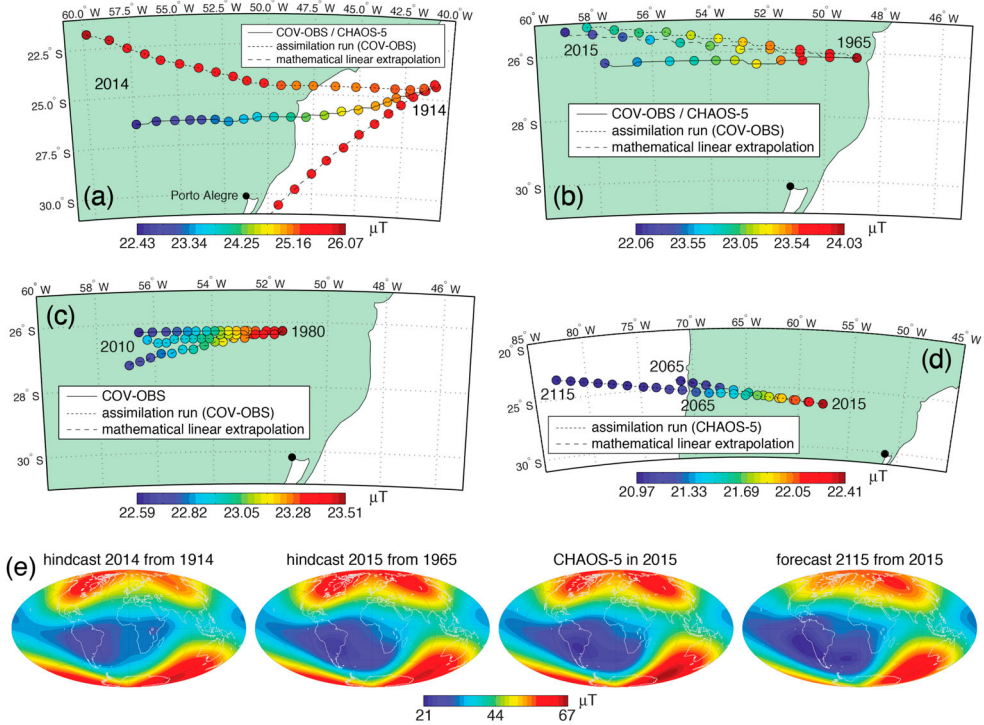 60.0° W 57.5 55.0 52.5 50.0 47.5 45.0 42.5° W 40.0° W
22.5° S
25.0° S
27.5° S
30.0° S
COV-OBS / CHAOS-5
assimilation run (COV-OBS)
mathematical extrapolation
2014
1914
Porto Alegre
(a)
22.43 23.34 24.25 25.16 26.07
μT
60° W 58° W 56° W 54° W 52° W 50° W 48° W 46° W
26° S
28° S
30° S
2015
1965
COV-OBS / CHAOS-5
assimilation run (COV-OBS)
mathematical linear extrapolation
(b)
22.06 23.55 23.05 23.54 24.03
μT
60° W 58° W 56° W 54° W 52° W 50° W 48° W 46° W
(c)
26° S
28° S
30° S
2010
1980
COV-OBS
assimilation run (COV-OBS)
mathematical linear extrapolation
22.59 22.82 23.05 23.28 23.51
μT
85° W 80° W 75° W 70° W 65° W 60° W 55° W 50° W 45° W
20° S
25° S
30° S
(d)
2065
2115
2065
2015
assimilation run (CHAOS-5)
mathematical linear extrapolation
20.97 21.33 21.69 22.05 22.41
μT
(e)
hindcast 2014 from 1914
hindcast 2015 from 1965
CHAOS-5 in 2015
forecast 2115 from 2015
21 44 67
μT